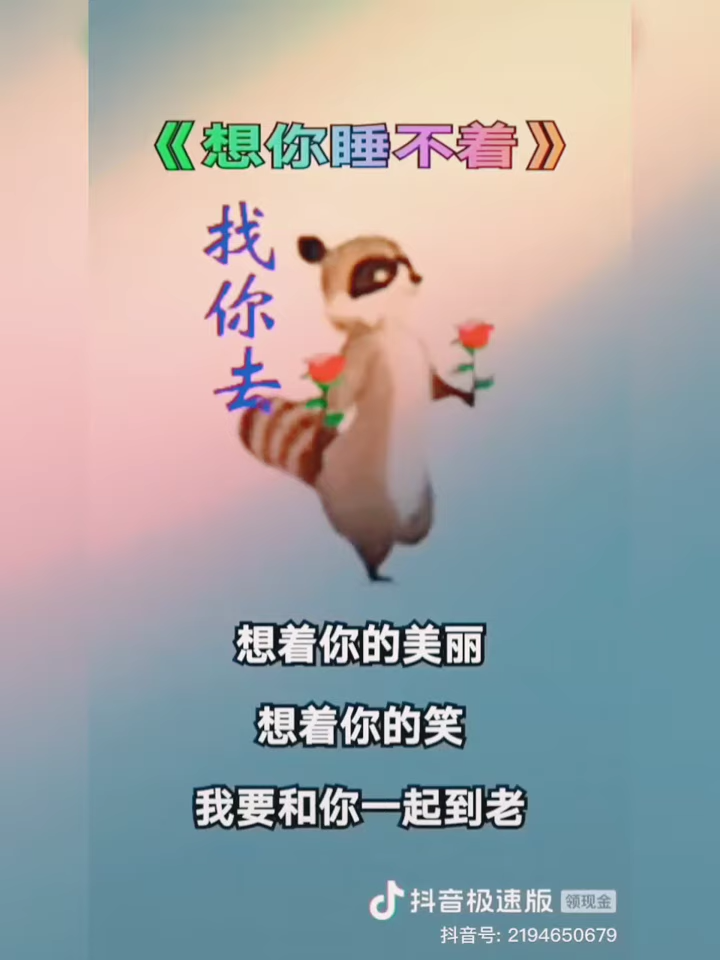 《想你睡不着》
找你去
想着你的美丽
想着你的笑
我要和你一起到老
抖音极速版 领现金
抖音号: 2194650679